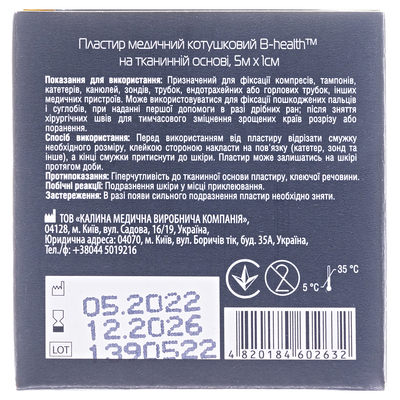 Пластир медичний котушковий B-health™
на тканинній основі, 5м х 1см
Показання для використання: Призначений для фіксації компресів, тампонів,
катетерів, канюлей, зондів, трубок, ендотрахейних або горлових трубок, інших
медичних пристроїв. Може використовуватись для фіксації пошкоджених пальців
і суглобів, при наданні першої допомоги в разі дрібних ран; після зняття
хірургічних швів для тимчасового зміцнення зрощених країв розрізу або
поранення.
Спосіб використання: Перед використанням від пластиру відрізати смужку
необхідного розміру, клейкою стороною накласти на пов'язку (катетер, зонд та
інше), а кінці смужки притиснути до шкіри. Пластир може залишатись на шкірі
протягом доби.
Протипоказання: Гіперчутливість до тканинної основи пластиру, клеючої речовини.
Побічні реакції: Подразнення шкіри у місці приклеювання.
Застереження: В разі появи сильного подразнення пластир необхідно зняти.
ТОВ «КАЛИНА МЕДИЧНА ВИРОБНИЧА КОМПАНІЯ»,
04128, м. Київ, вул. Садова, 16/19, Україна,
Юридична адреса: 04070, м. Київ, вул. Боричів тік, буд. 35А, Україна,
Тел./ф: +38044 5019216
35 °C
5 °C
2
05.2022
12.2026
LOT
1390522
4 820184 602632